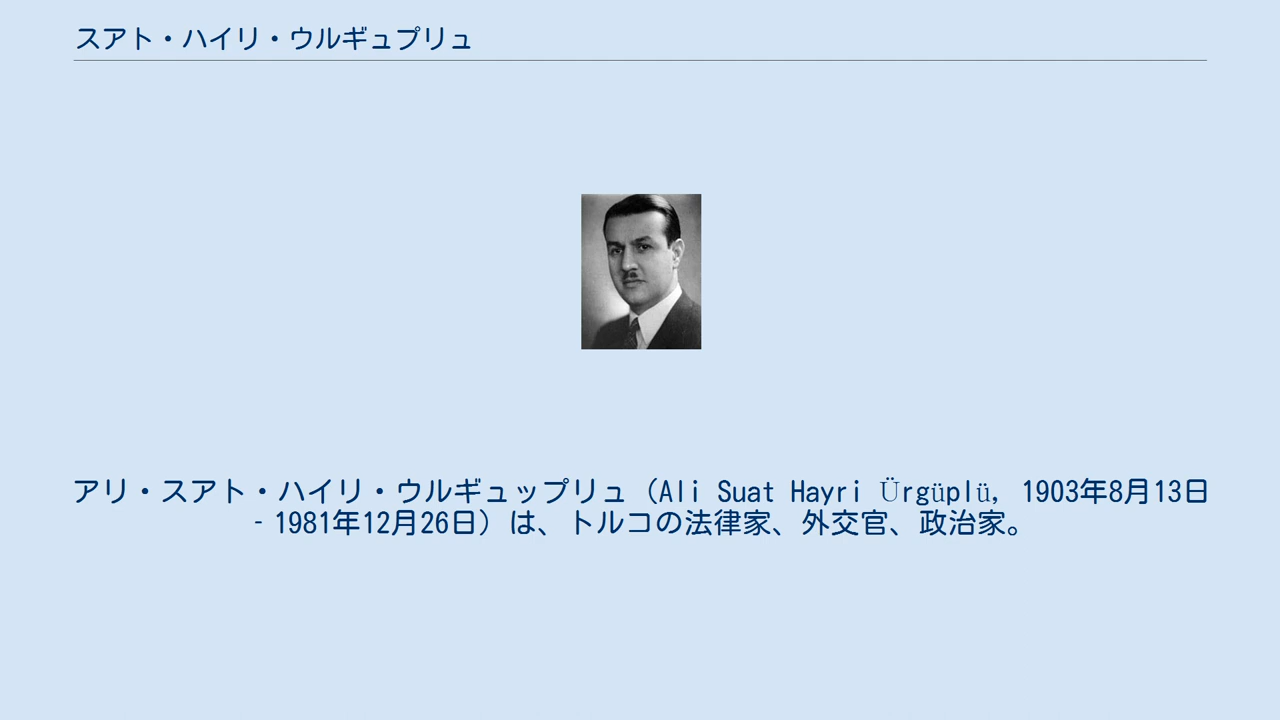 スアト・ハイリ・ウルギュプリュ
アリ・スアト・ハイリ・ウルギュップリュ（Ali Suat Hayri Ürgüplü, 1903年8月13日
- 1981年12月26日）は、トルコの法律家、外交官、政治家。